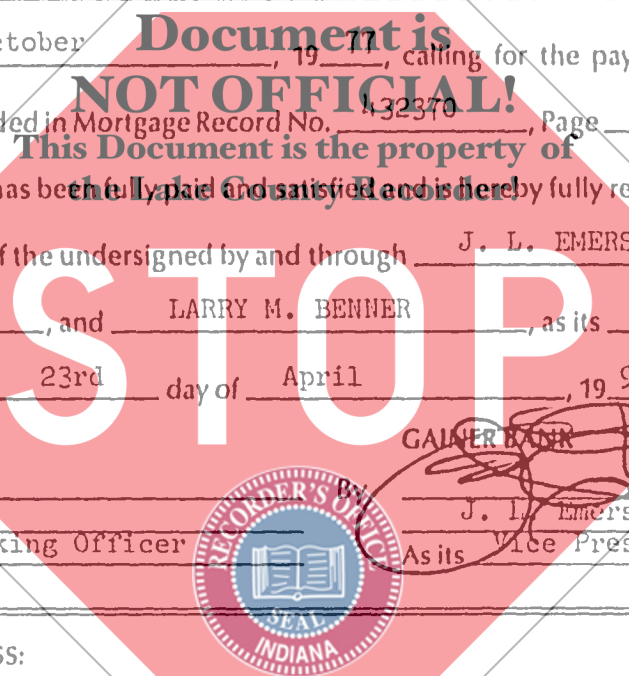 ctober , 19 77, calling for the pay
Document is
NOT OFFICIAL!
ded in Mortgage Record No. 432370, Page
This Document is the property of
the Lake County Recorder!
has been fully paid and satisfied and is hereby fully re
f the undersigned by and through J. L. EMERS
STOP
, and LARRY M. BENNER, as its
23rd day of April, 19 9
GAINER BANK
By
J. L. Emers
king Officer As its Vice Pres
RECORDER'S OFFICE
SEAL
INDIANA
SS: